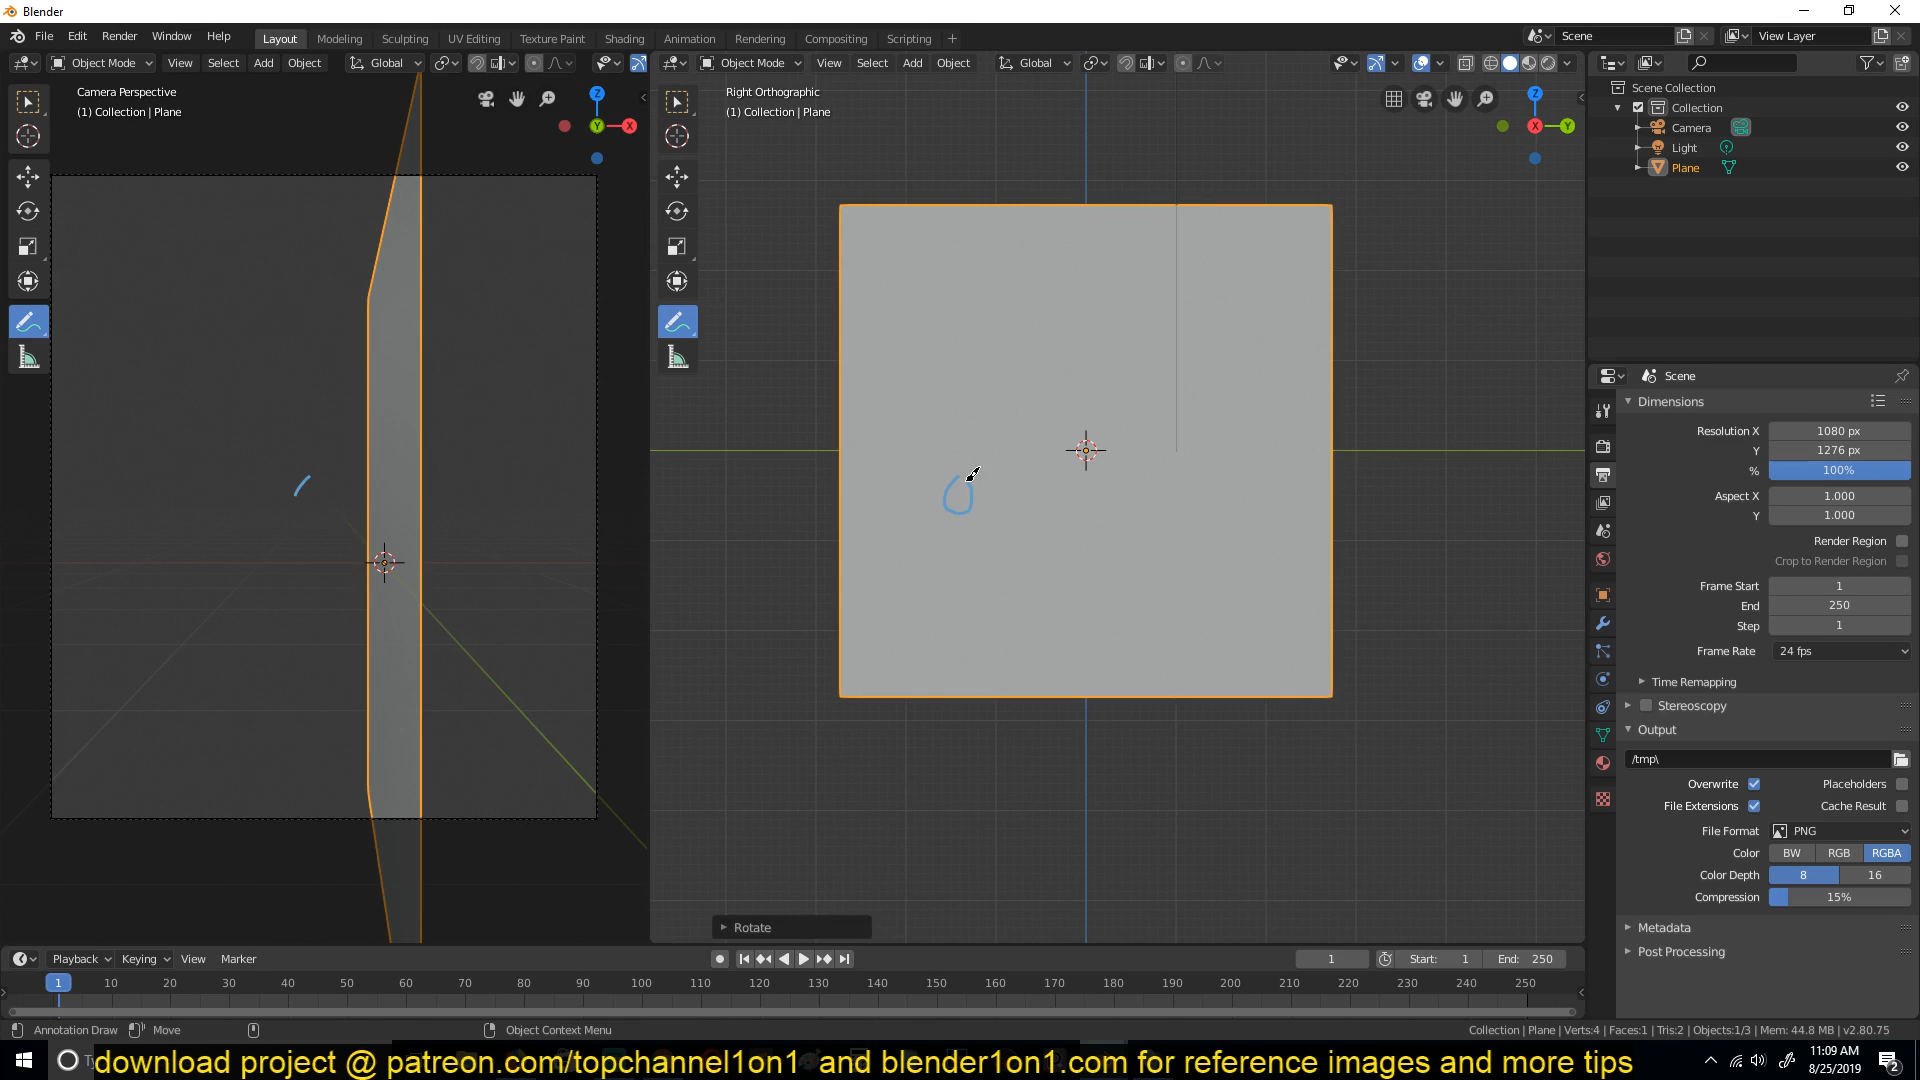 Blender
File Edit Render Window Help
Layout Modeling Sculpting UV Editing Texture Paint Shading Animation Rendering Compositing Scripting +
Scene
View Layer
Object Mode View Select Add Object Global
Object Mode View Select Add Object Global
Camera Perspective
(1) Collection | Plane
Z
Y
X
Right Orthographic
(1) Collection | Plane
Z
X
Y
Scene Collection
Collection
Camera
Light
Plane
Scene
Dimensions
Resolution X 1080 px
Y 1276 px
% 100%
Aspect X 1.000
Y 1.000
Render Region
Crop to Render Region
Frame Start 1
End 250
Step 1
Frame Rate 24 fps
Time Remapping
Stereoscopy
Output
/tmp\
Overwrite Placeholders
File Extensions Cache Result
File Format PNG
Color BW RGB RGBA
Color Depth 8 16
Compression 15%
Metadata
Post Processing
Rotate
Playback Keying View Marker
1 Start: 1 End: 250
1 10 20 30 40 50 60 70 80 90 100 110 120 130 140 150 160 170 180 190 200 210 220 230 240 250
Annotation Draw Move Object Context Menu
Collection | Plane | Verts:4 | Faces:1 | Tris:2 | Objects:1/3 | Mem: 44.8 MB | v2.80.75
download project @ patreon.com/topchannel1on1 and blender1on1.com for reference images and more tips
11:09 AM
8/25/2019
2